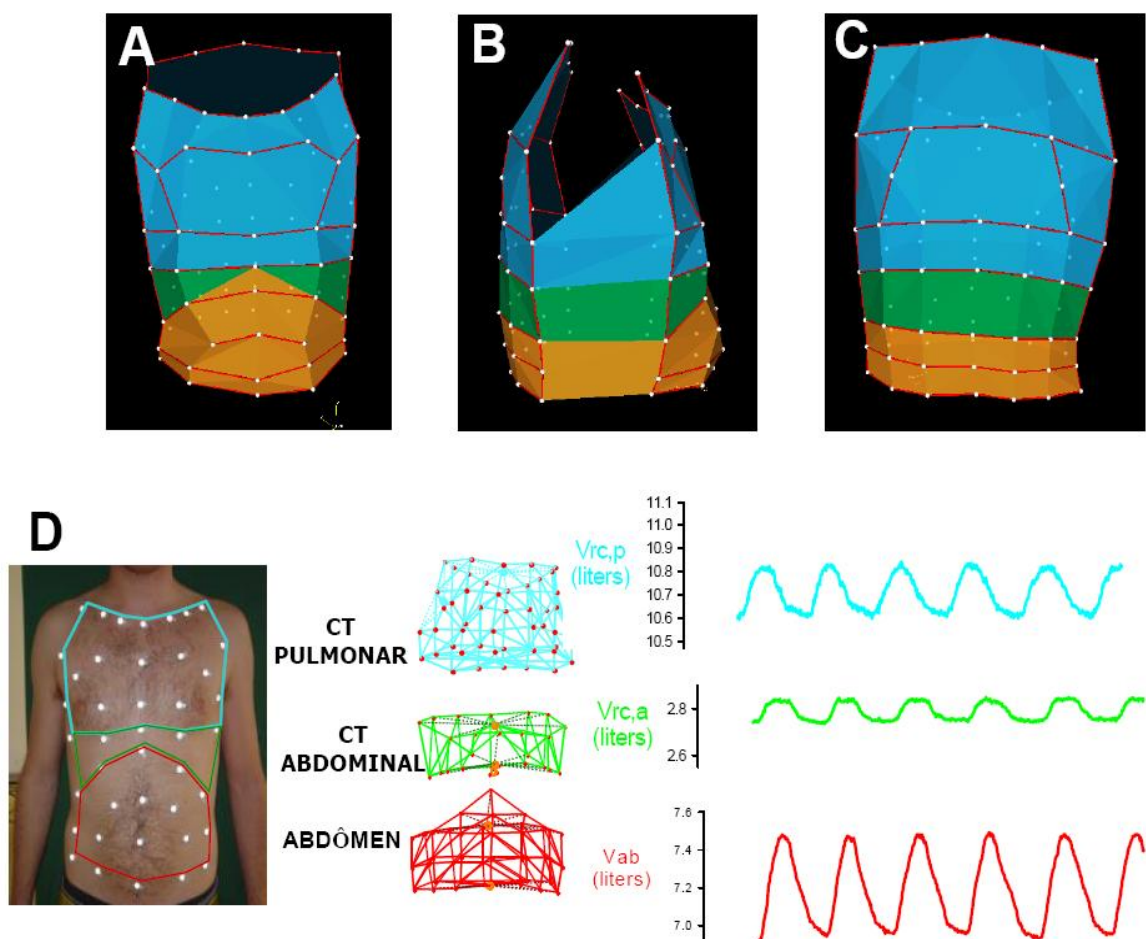 A
B
C
D
CT
PULMONAR
Vrc,p
(liters)
11.1
11.0
10.9
10.8
10.7
10.6
10.5
CT
ABDOMINAL
Vrc,a
(liters)
2.8
2.6
ABDÔMEN
Vab
(liters)
7.6
7.4
7.2
7.0